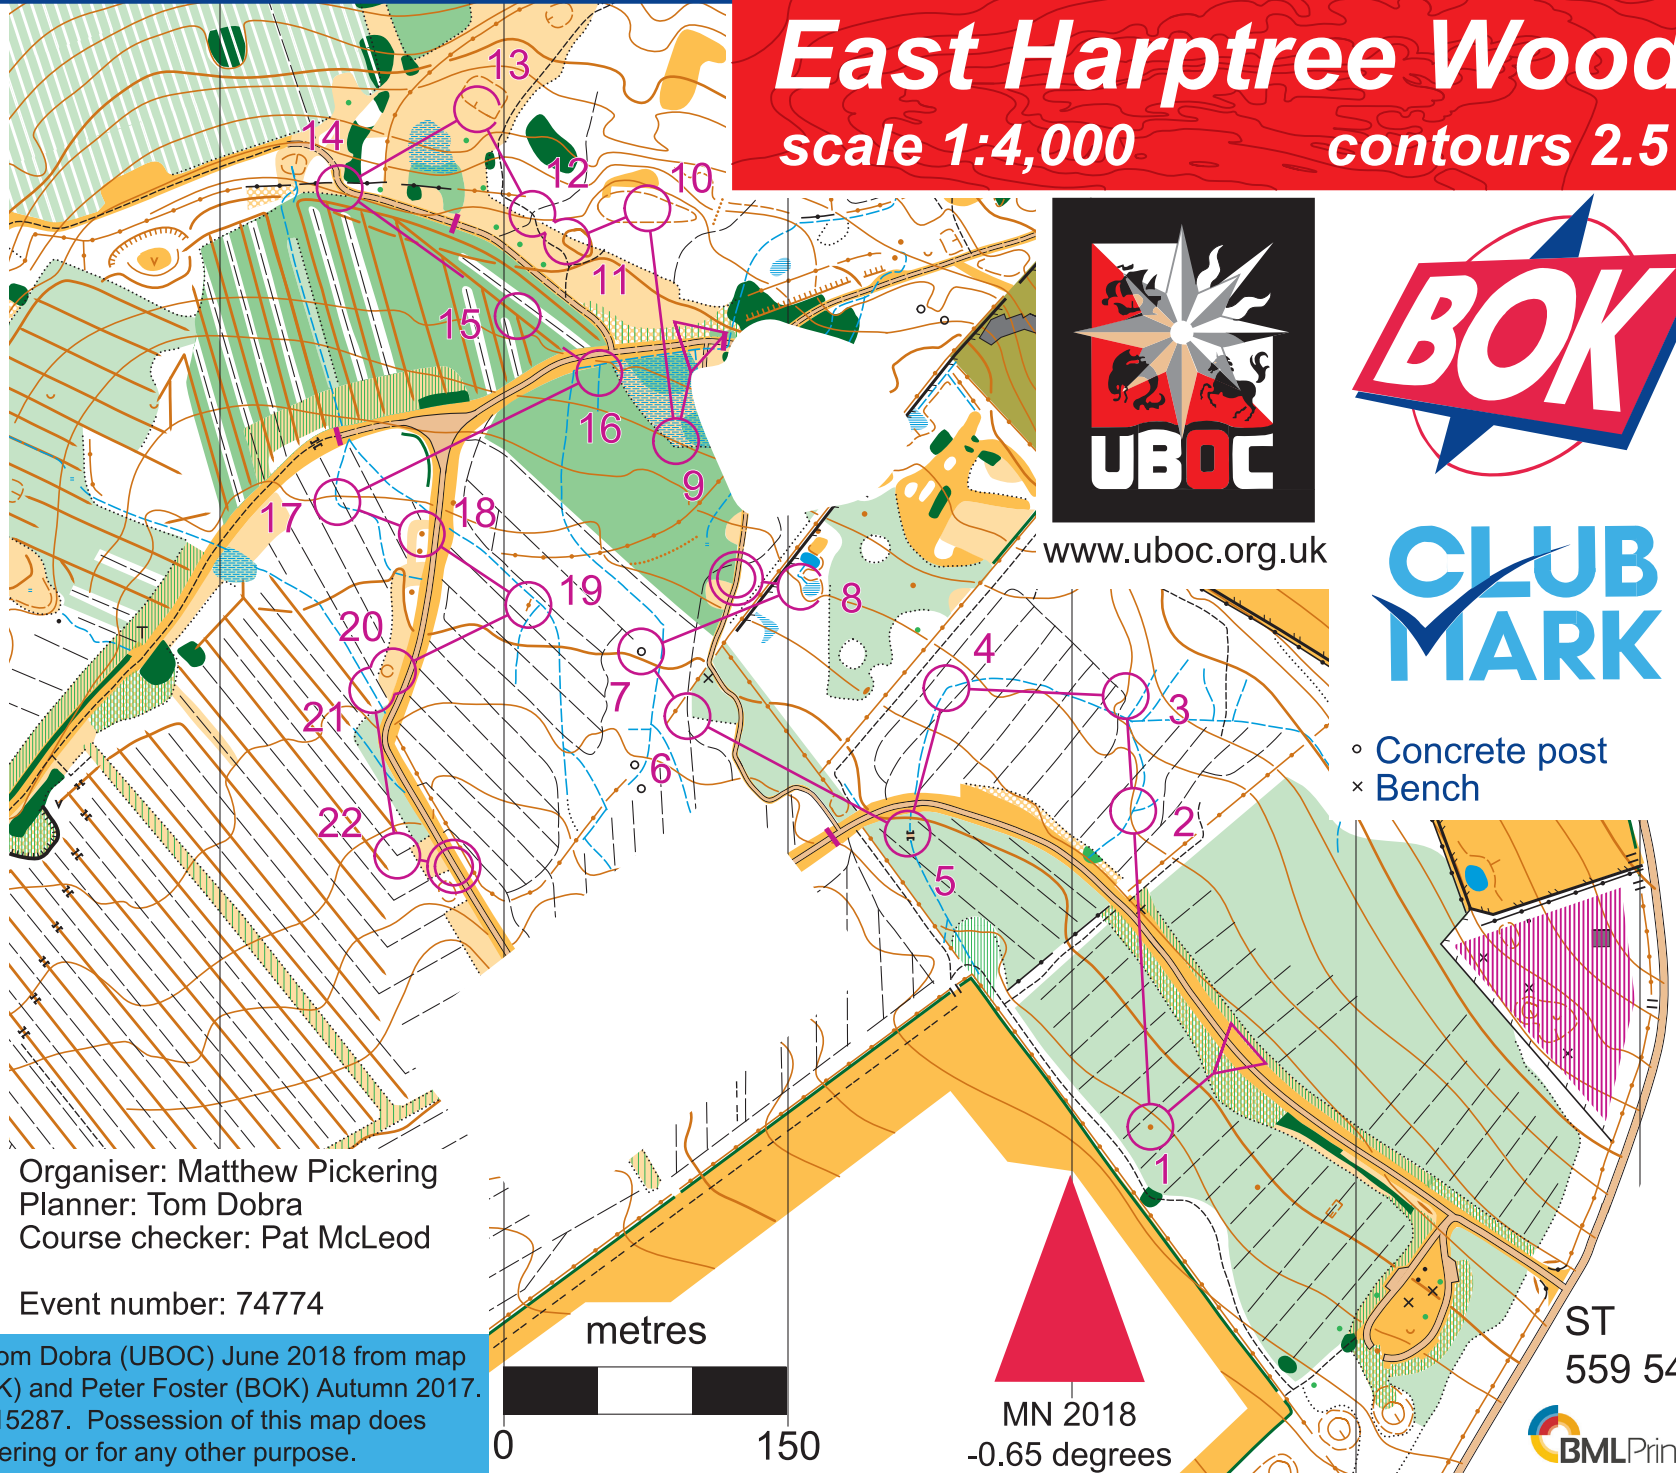 East Harptree Wood
scale 1:4,000 contours 2.5
13
14
12
10
11
15
16
9
17
18
19
8
20
4
7
3
21
6
2
22
5
1
UBOC
www.uboc.org.uk
BOK
CLUB
MARK
Concrete post
Bench
Organiser: Matthew Pickering
Planner: Tom Dobra
Course checker: Pat McLeod
Event number: 74774
om Dobra (UBOC) June 2018 from map
K) and Peter Foster (BOK) Autumn 2017.
15287. Possession of this map does
ering or for any other purpose.
metres
0 150
MN 2018
-0.65 degrees
ST
559 54
BMLPrin